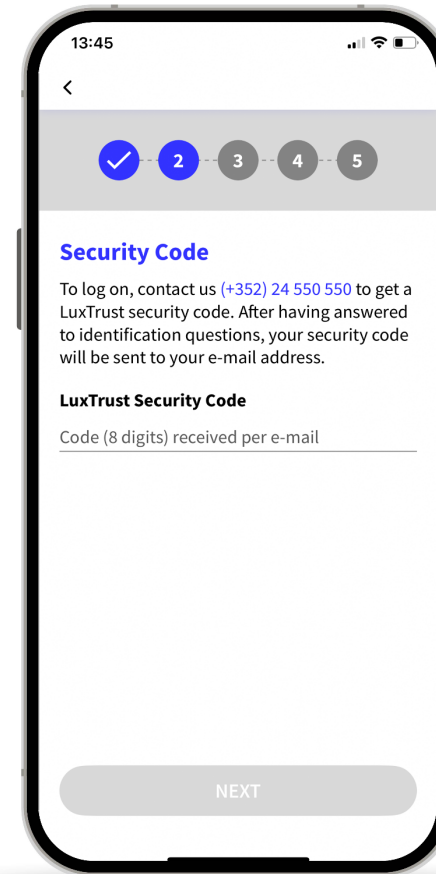 13:45
2 3 4 5
Security Code
To log on, contact us (+352) 24 550 550 to get a
LuxTrust security code. After having answered
to identification questions, your security code
will be sent to your e-mail address.
LuxTrust Security Code
Code (8 digits) received per e-mail
NEXT